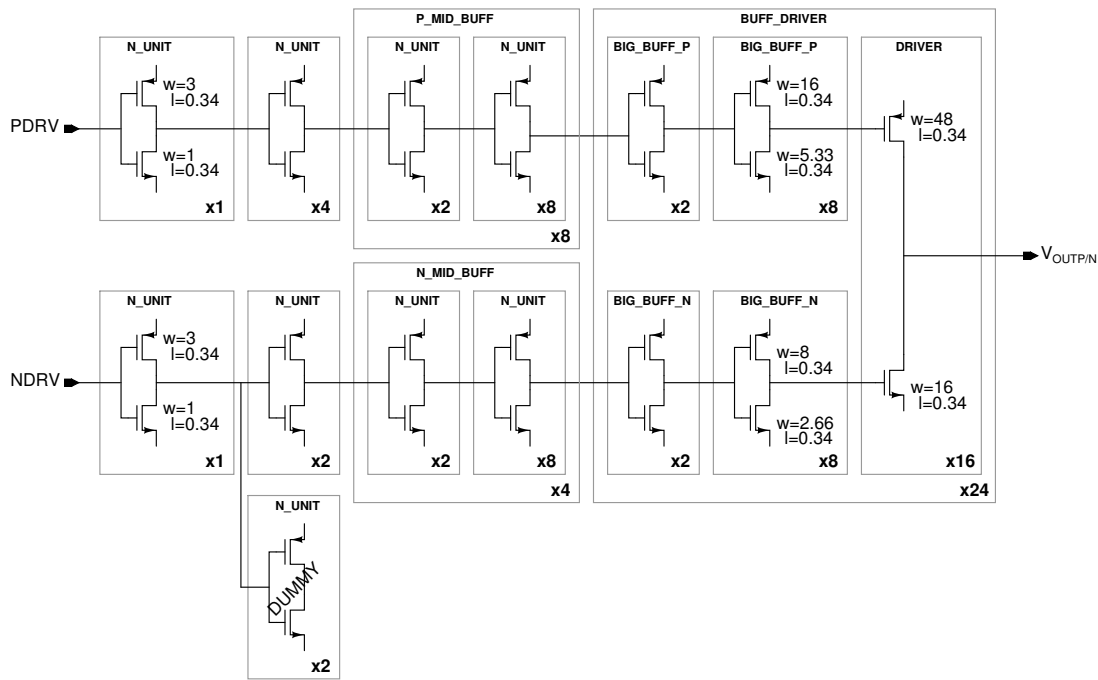 P_MID_BUFF
BUFF_DRIVER
N_UNIT
N_UNIT
N_UNIT
N_UNIT
BIG_BUFF_P
BIG_BUFF_P
DRIVER
w=3
l=0.34
w=16
l=0.34
PDRV
w=48
l=0.34
w=1
l=0.34
w=5.33
l=0.34
x1
x4
x2
x8
x2
x8
x8
V_OUTP/N
N_MID_BUFF
N_UNIT
N_UNIT
N_UNIT
N_UNIT
BIG_BUFF_N
BIG_BUFF_N
w=3
l=0.34
w=8
l=0.34
NDRV
w=16
l=0.34
w=1
l=0.34
w=2.66
l=0.34
x1
x2
x2
x8
x2
x8
x16
x4
x24
N_UNIT
DUMMY
x2